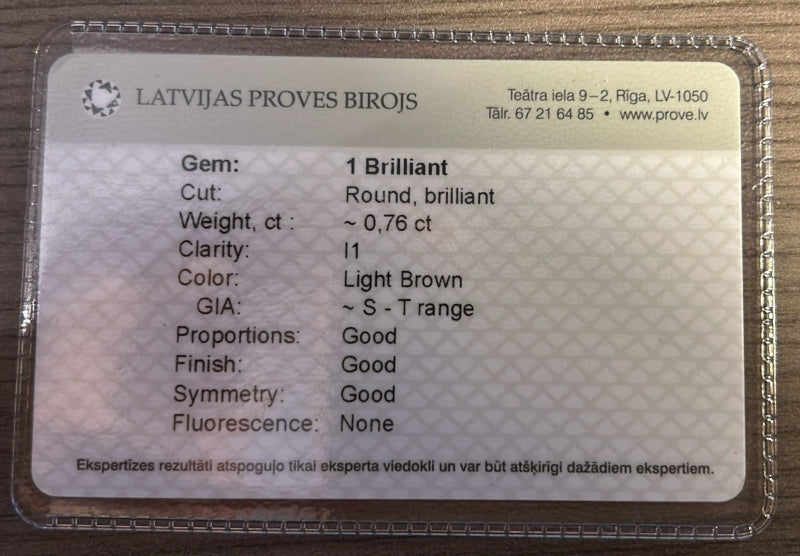 LATVIJAS PROVES BIROJS
Teātra iela 9–2, Rīga, LV-1050
Tālr. 67 21 64 85 • www.prove.lv
Gem: 1 Brilliant
Cut: Round, brilliant
Weight, ct : ~ 0,76 ct
Clarity: I1
Color: Light Brown
GIA: ~ S - T range
Proportions: Good
Finish: Good
Symmetry: Good
Fluorescence: None
Ekspertīzes rezultāti atspoguļo tikai eksperta viedokli un var būt atšķirīgi dažādiem ekspertiem.